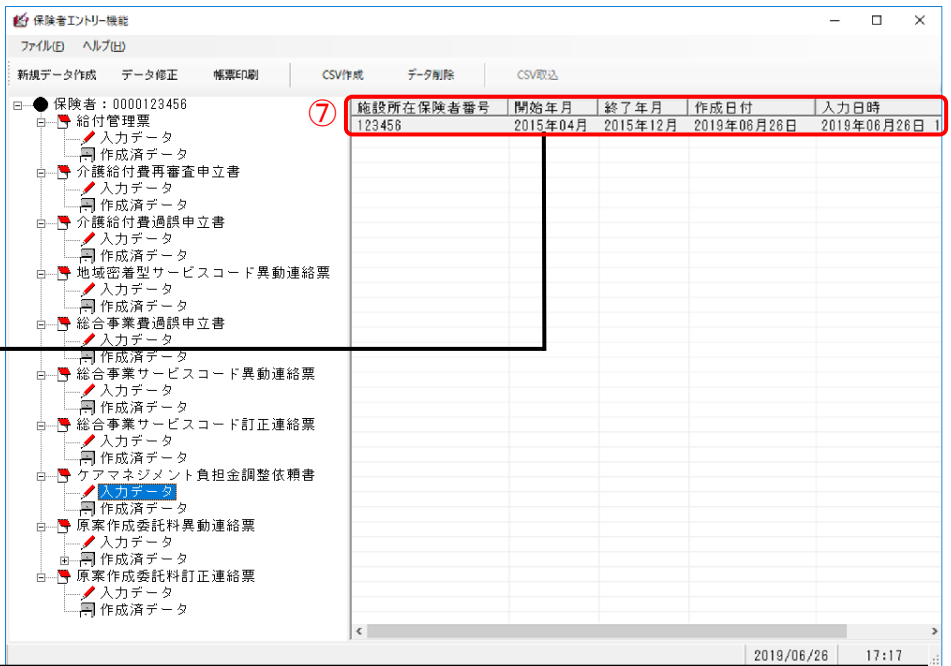 保険者エントリー機能
ファイル(F) ヘルプ(H)
新規データ作成 データ修正 帳票印刷 CSV作成 データ削除 CSV取込
保険者：0000123456
給付管理票
入力データ
作成済データ
介護給付費再審査申立書
入力データ
作成済データ
介護給付費過誤申立書
入力データ
作成済データ
地域密着型サービスコード異動連絡票
入力データ
作成済データ
総合事業費過誤申立書
入力データ
作成済データ
総合事業サービスコード異動連絡票
入力データ
作成済データ
総合事業サービスコード訂正連絡票
入力データ
作成済データ
ケアマネジメント負担金調整依頼書
入力データ
作成済データ
原案作成委託料異動連絡票
入力データ
作成済データ
原案作成委託料訂正連絡票
入力データ
作成済データ
⑦
施設所在保険者番号 開始年月 終了年月 作成日付 入力日時
123456 2015年04月 2015年12月 2019年06月26日 2019年06月26日 1
2019/06/26 17:17